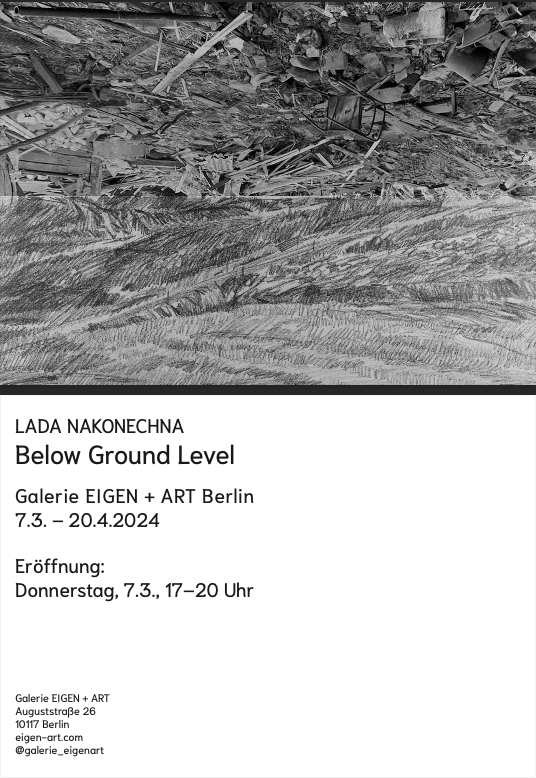 LADA NAKONECHNA
Below Ground Level
Galerie EIGEN + ART Berlin
7.3. – 20.4.2024
Eröffnung:
Donnerstag, 7.3., 17–20 Uhr
Galerie EIGEN + ART
Auguststraße 26
10117 Berlin
eigen-art.com
@galerie_eigenart